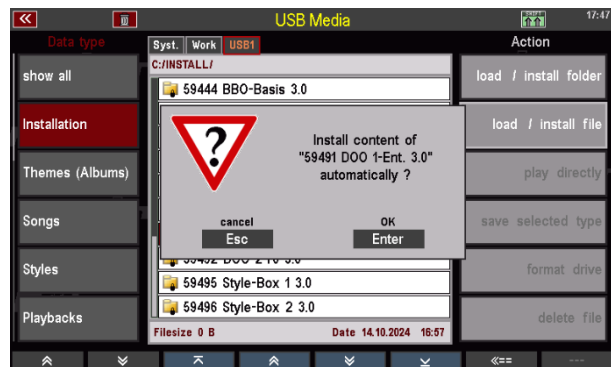 USB Media
SHIFT
17:47
Data type
Syst. Work USB1
Action
C:/INSTALL/
show all
59444 BBO-Basis 3.0
load / install folder
Installation
load / install file
?
Install content of
"59491 DOO 1-Ent. 3.0"
automatically ?
Themes (Albums)
play directly
cancel
OK
Esc
Enter
Songs
save selected type
Styles
format drive
59495 Style-Box 1 3.0
59496 Style-Box 2 3.0
Playbacks
delete file
Filesize 0 B
Date 14.10.2024 16:57
«==
---